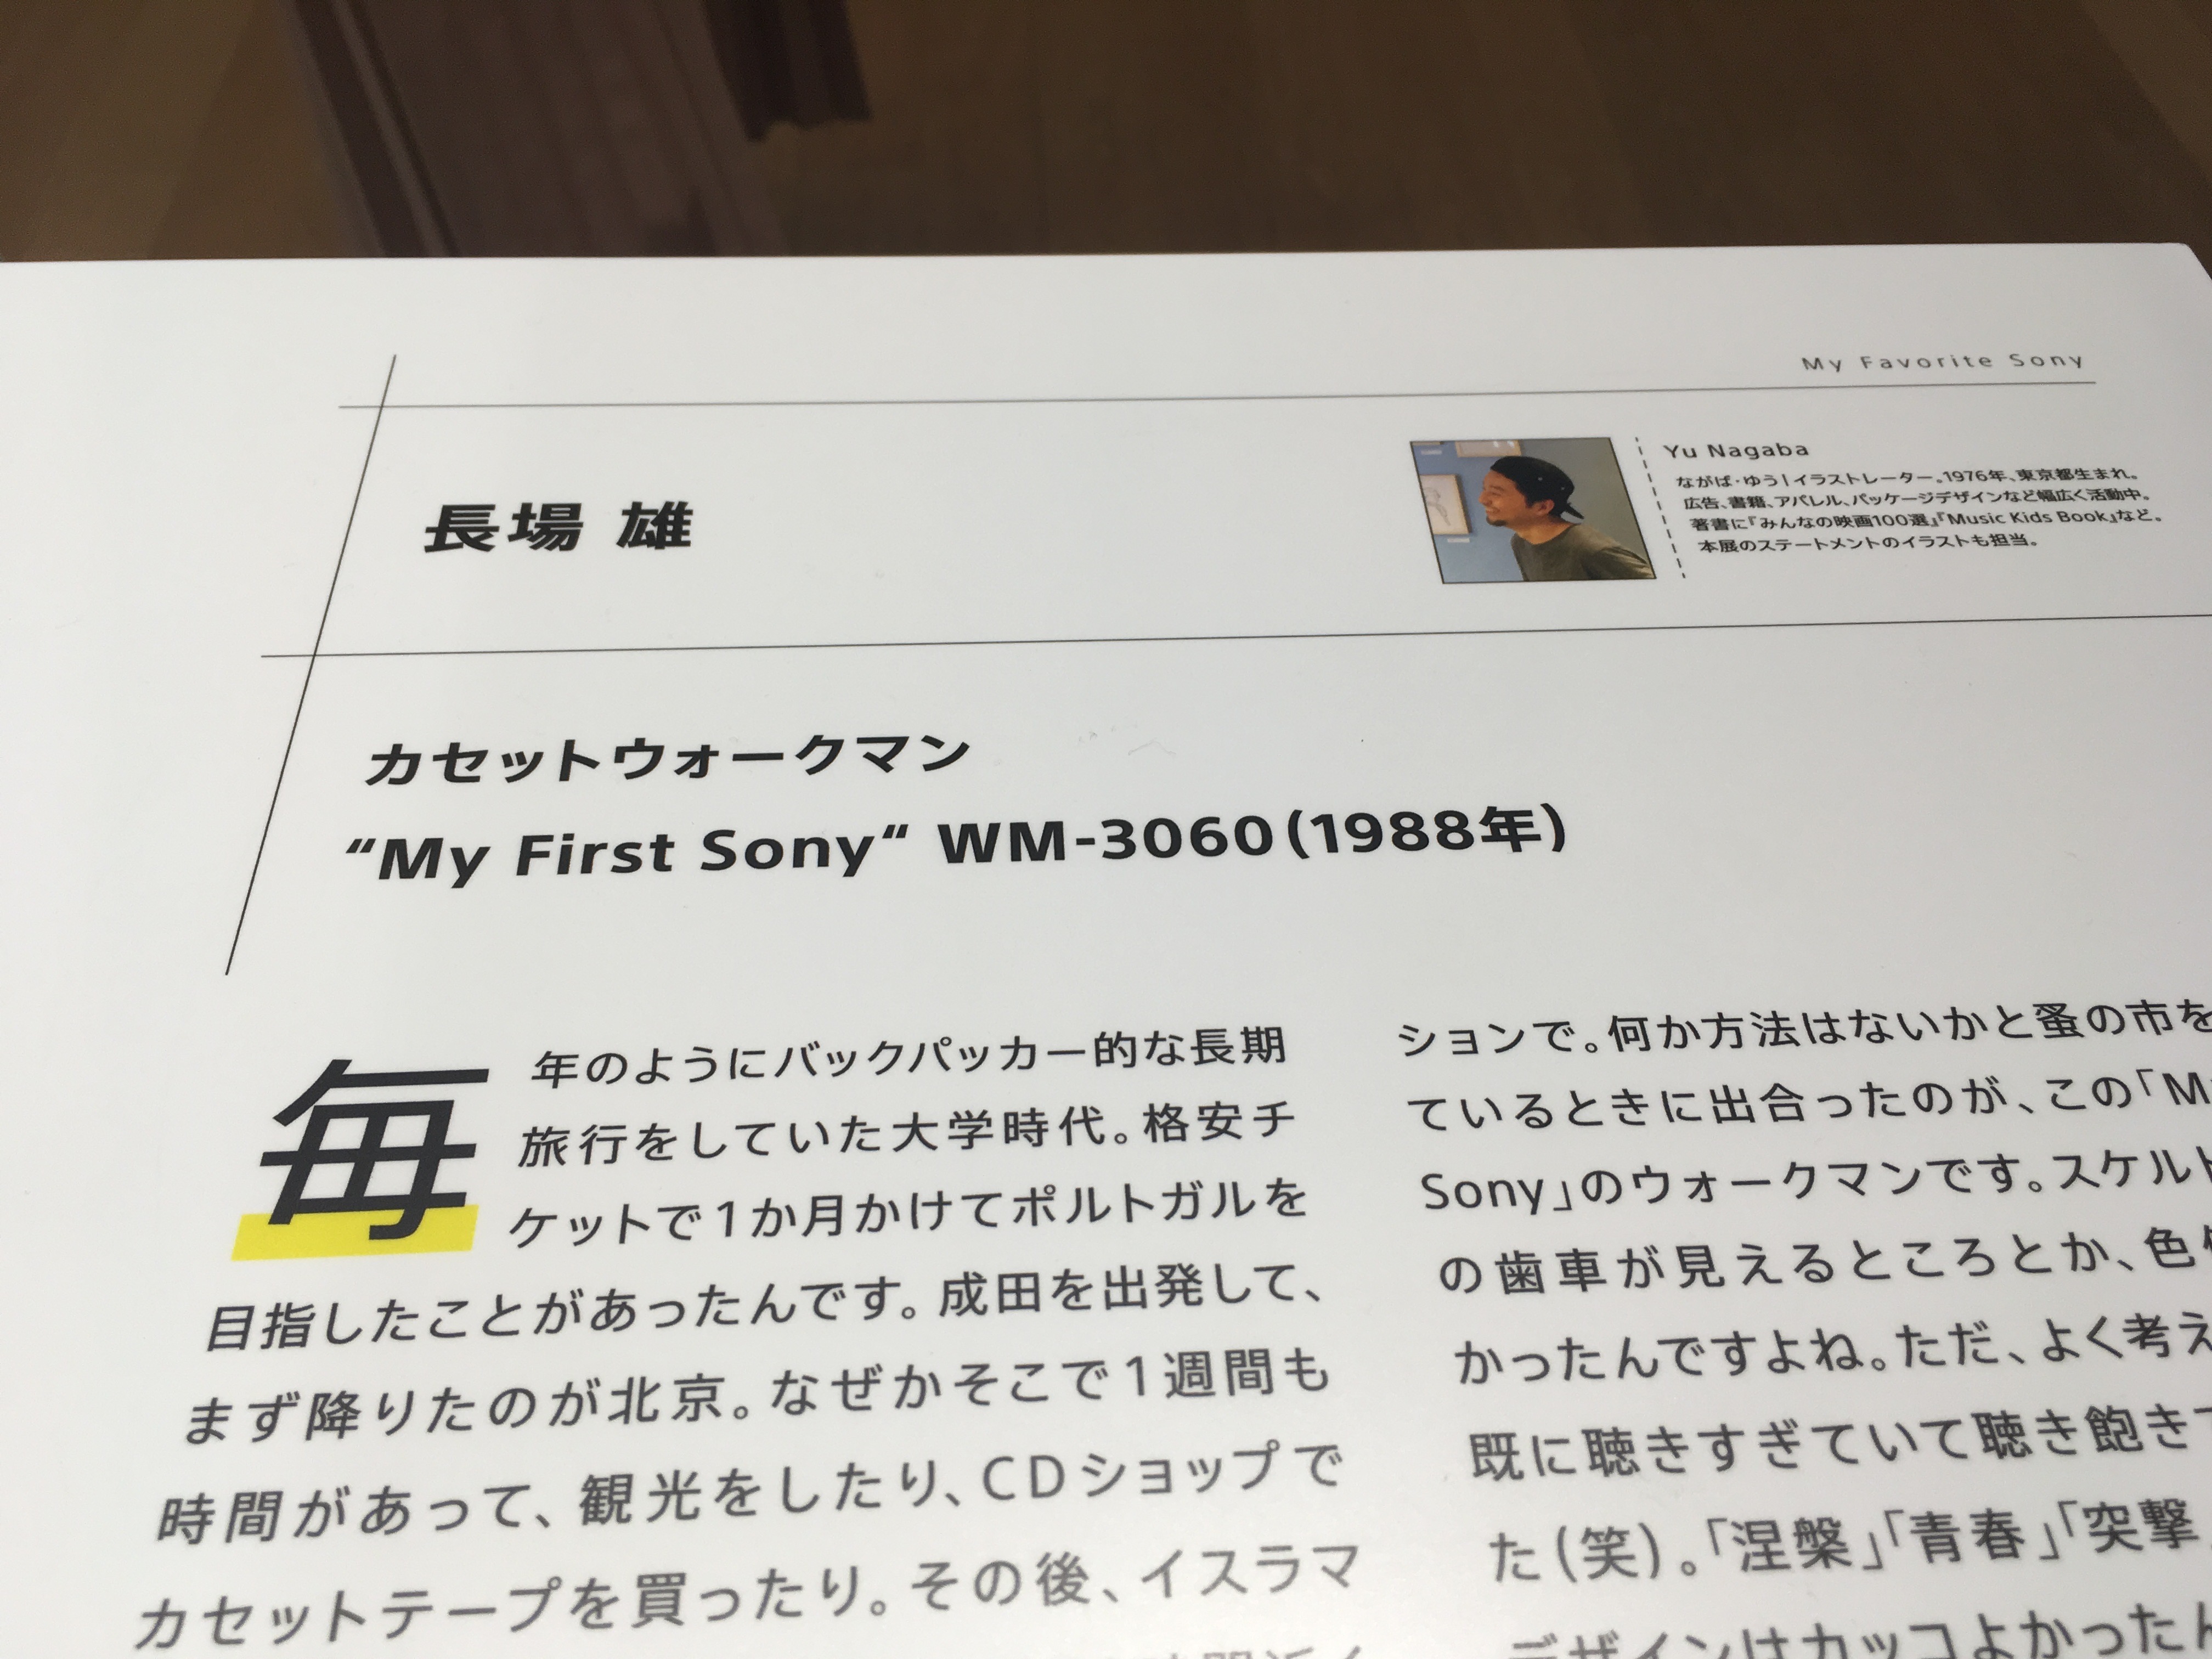 My Favorite Sony
長場 雄
Yu Nagaba
ながば・ゆう|イラストレーター。1976年、東京都生まれ。
広告、書籍、アパレル、パッケージデザインなど幅広く活動中。
著書に『みんなの映画100選』『Music Kids Book』など。
本展のステートメントのイラストも担当。
カセットウォークマン
“My First Sony“ WM-3060(1988年)
毎年のようにバックパッカー的な長期
旅行をしていた大学時代。格安チ
ケットで1か月かけてポルトガルを
目指したことがあったんです。成田を出発して、
まず降りたのが北京。なぜかそこで1週間も
時間があって、観光をしたり、CDショップで
カセットテープを買ったり。その後、イスラマ
ションで。何か方法はないかと蚤の市を
ているときに出合ったのが、この「M
Sony」のウォークマンです。スケルト
の歯車が見えるところとか、色
かったんですよね。ただ、よく考え
既に聴きすぎていて聴き飽き
た(笑)。「涅槃」「青春」「突撃
デザインはカッコよかったん